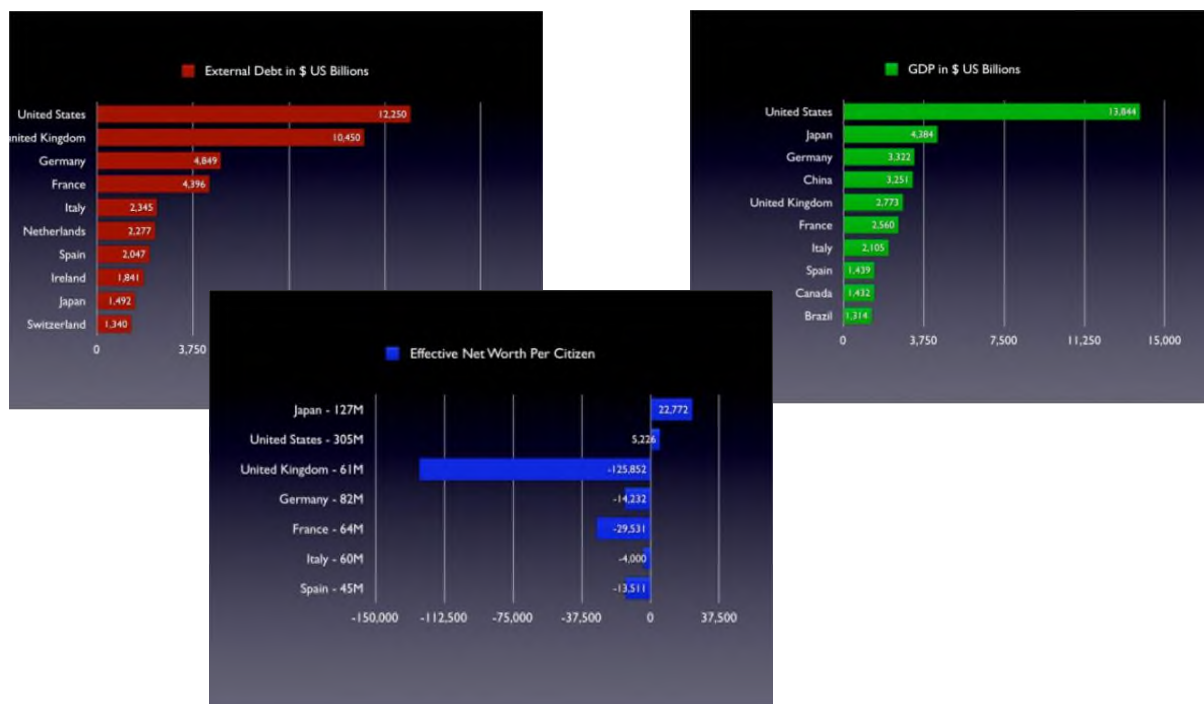 External Debt in $ US Billions
United States 12,250
nited Kingdom 10,450
Germany 4,849
France 4,396
Italy 2,345
Netherlands 2,277
Spain 2,047
Ireland 1,841
Japan 1,492
Switzerland 1,340
0 3,750
GDP in $ US Billions
United States 13,844
Japan 4,384
Germany 3,322
China 3,251
United Kingdom 2,773
France 2,560
Italy 2,105
Spain 1,439
Canada 1,432
Brazil 1,314
0 3,750 7,500 11,250 15,000
Effective Net Worth Per Citizen
Japan - 127M 22,772
United States - 305M 5,226
United Kingdom - 61M -125,852
Germany - 82M -14,232
France - 64M -29,531
Italy - 60M -4,000
Spain - 45M -13,511
-150,000 -112,500 -75,000 -37,500 0 37,500